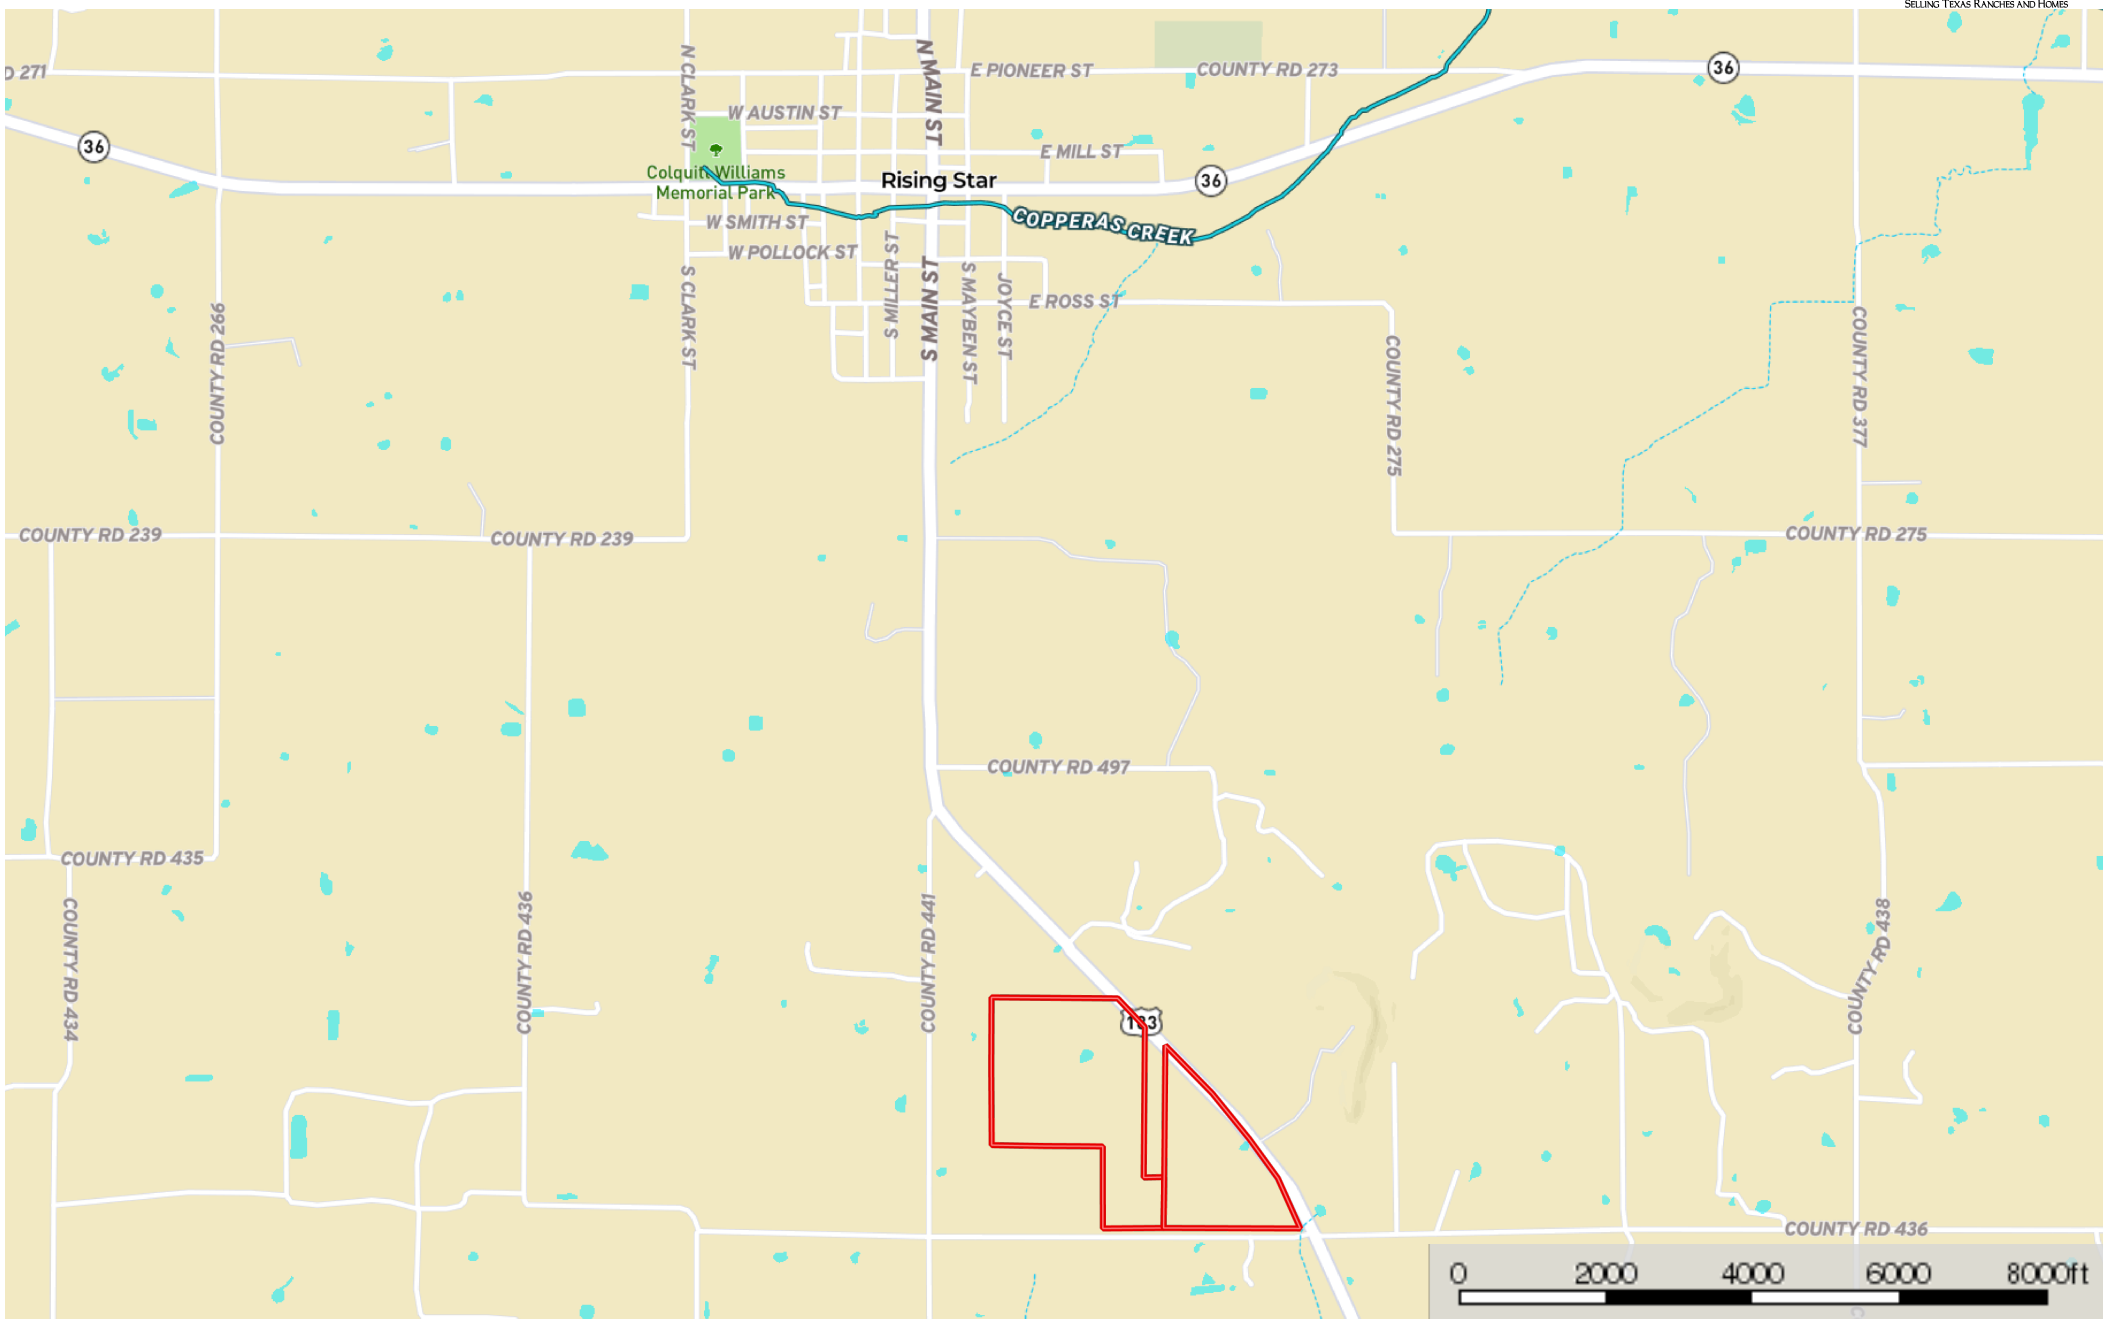 SELLING TEXAS RANCHES AND HOMES
D 271
N CLARK ST
N MAIN ST
E PIONEER ST
COUNTY RD 273
36
36
W AUSTIN ST
E MILL ST
Colquitt Williams
Memorial Park
Rising Star
36
W SMITH ST
COPPERAS CREEK
W POLLOCK ST
S MILLER ST
S MAIN ST
S MAYBEN ST
JOYCE ST
E ROSS ST
S CLARK ST
COUNTY RD 266
COUNTY RD 275
COUNTY RD 377
COUNTY RD 239
COUNTY RD 239
COUNTY RD 275
COUNTY RD 497
COUNTY RD 435
COUNTY RD 434
COUNTY RD 436
COUNTY RD 441
COUNTY RD 438
183
COUNTY RD 436
0 2000 4000 6000 8000ft